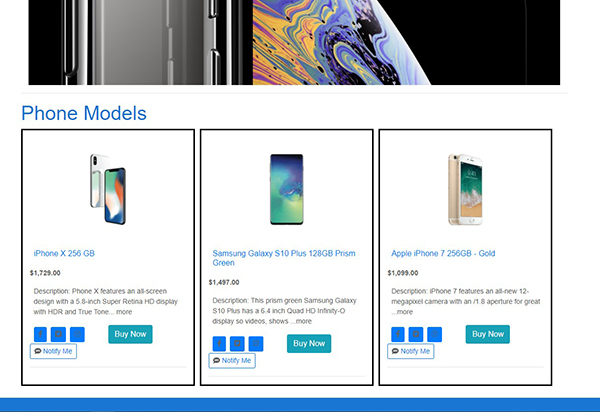 Phone Models
iPhone X 256 GB
$1,729.00
Description: Phone X features an all-screen
design with a 5.8-inch Super Retina HD display
with HDR and True Tone... more
Buy Now
Notify Me
Samsung Galaxy S10 Plus 128GB Prism
Green
$1,497.00
Description: This prism green Samsung Galaxy
S10 Plus has a 6.4 inch Quad HD Infinity-O
display so videos, shows ...more
Buy Now
Notify Me
Apple iPhone 7 256GB - Gold
$1,099.00
Description: iPhone 7 features an all-new 12-
megapixel camera with an /1 8 aperture for great
...more
Buy Now
Notify Me